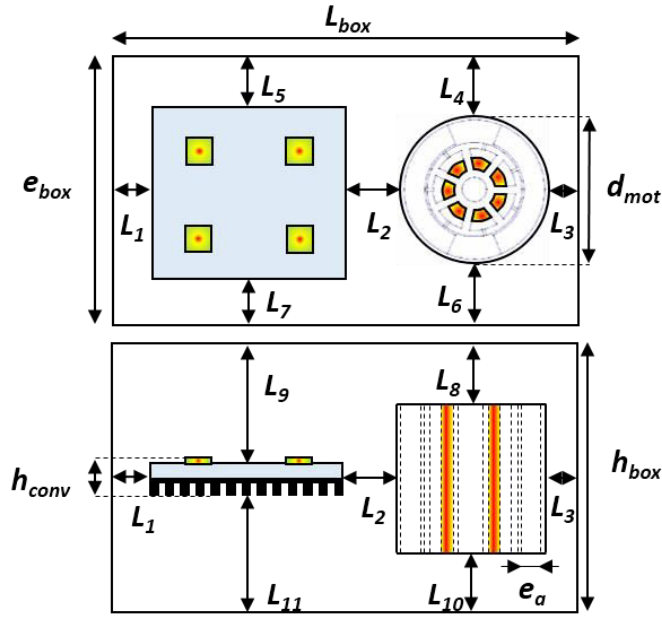 L_box
L_5 L_4
e_box d_mot
L_1 L_2 L_3
L_7 L_6
L_9 L_8
h_conv h_box
L_1 L_2 L_3
e_a
L_11 L_10